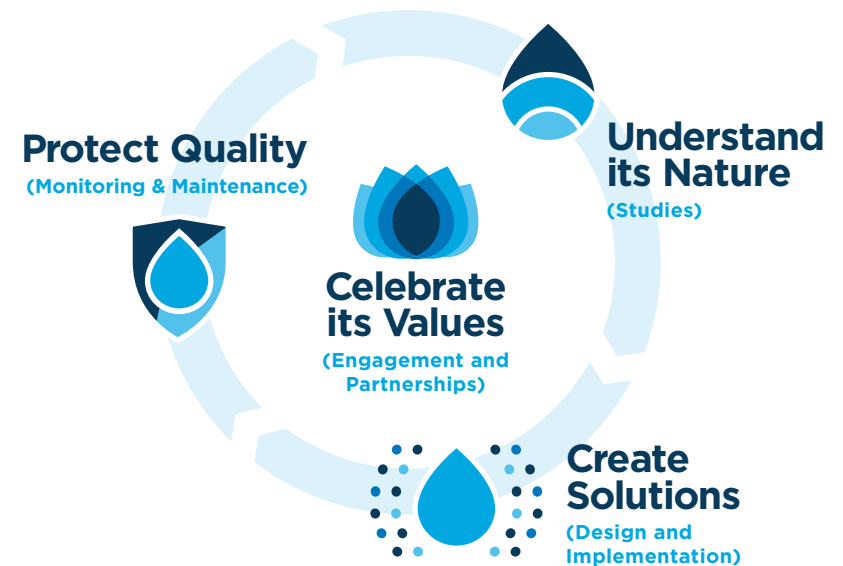 Protect Quality
(Monitoring & Maintenance)
Understand
its Nature
(Studies)
Celebrate
its Values
(Engagement and
Partnerships)
Create
Solutions
(Design and
Implementation)